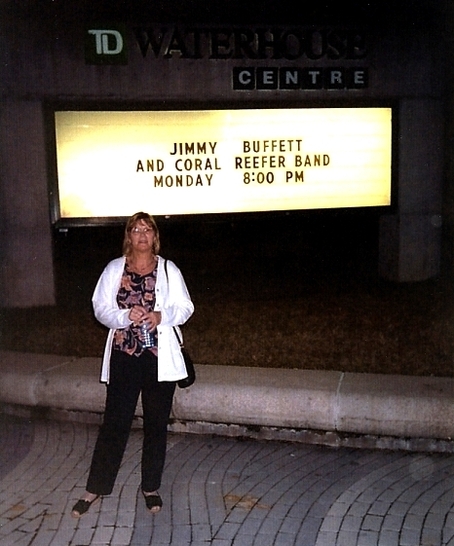 TD WATERHOUSE
CENTRE
JIMMY BUFFETT
AND CORAL REEFER BAND
MONDAY 8:00 PM